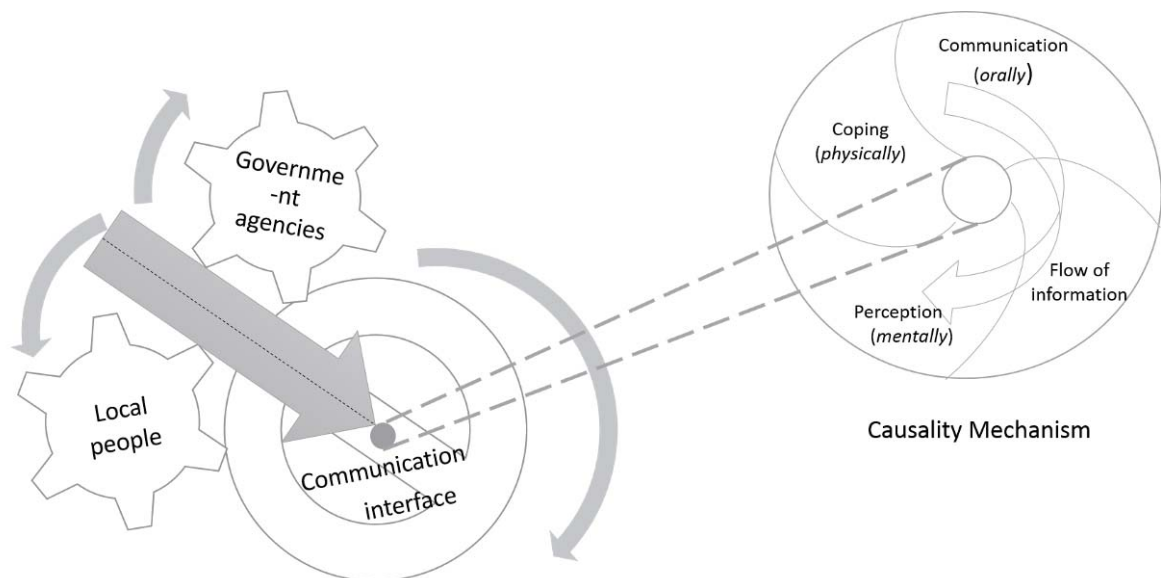 Governme
-nt
agencies
Local
people
Communication
interface
Communication
(orally)
Coping
(physically)
Flow of
information
Perception
(mentally)
Causality Mechanism